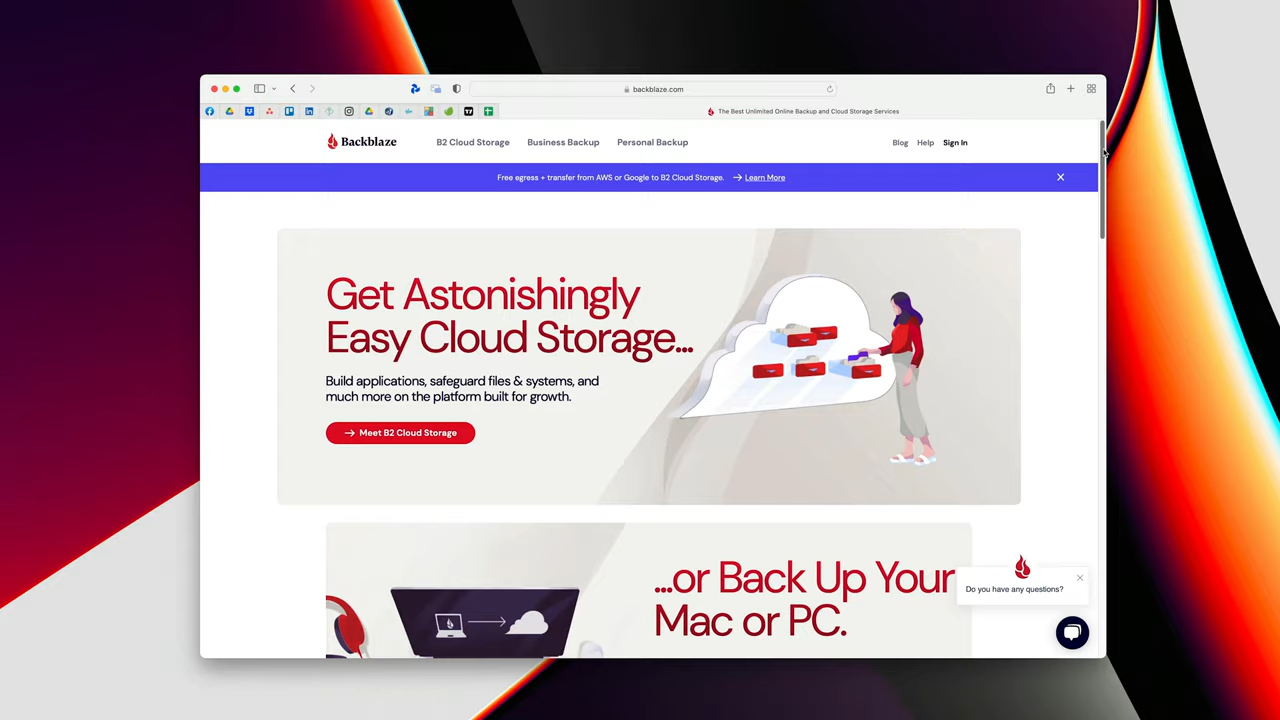 backblaze.com
The Best Unlimited Online Backup and Cloud Storage Services
Backblaze
B2 Cloud Storage
Business Backup
Personal Backup
Blog
Help
Sign In
Free egress + transfer from AWS or Google to B2 Cloud Storage. → Learn More
Get Astonishingly
Easy Cloud Storage...
Build applications, safeguard files & systems, and
much more on the platform built for growth.
→ Meet B2 Cloud Storage
...or Back Up Your
Mac or PC.
Do you have any questions?